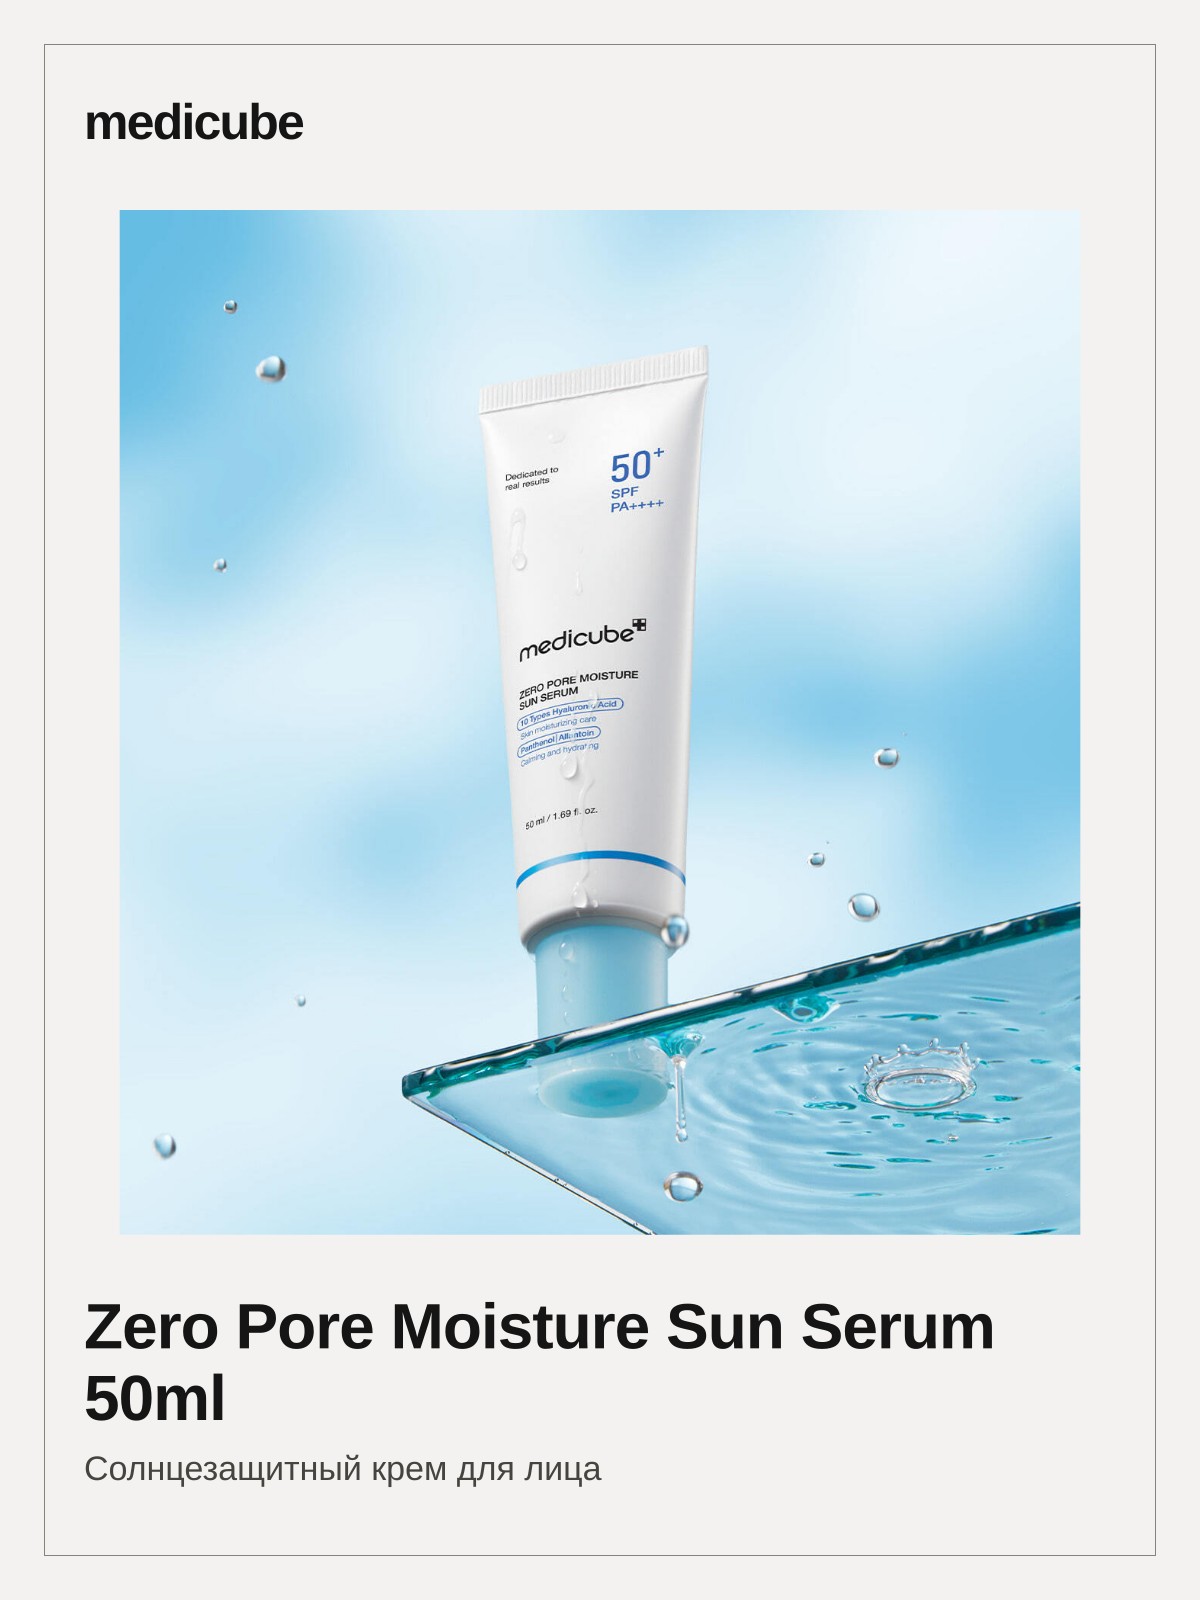 medicube
Dedicated to
real results
50+
SPF
PA++++
medicube
ZERO PORE MOISTURE
SUN SERUM
10 Types Hyaluronic Acid
Skin moisturizing care
Panthenol | Allantoin
Calming and hydrating
50 ml / 1.69 fl. oz.
Zero Pore Moisture Sun Serum
50ml
Солнцезащитный крем для лица